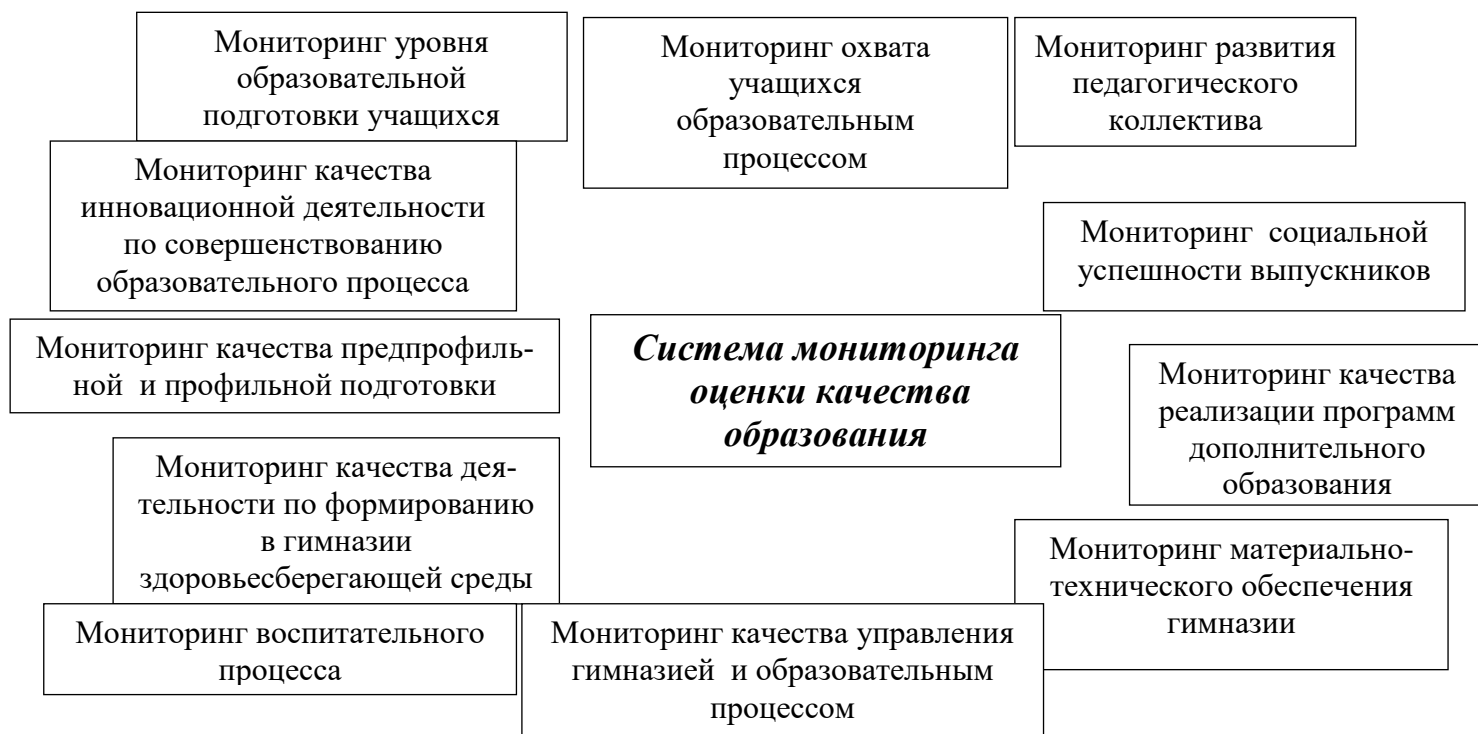 Мониторинг уровня
образовательной
подготовки учащихся
Мониторинг охвата
учащихся
образовательным
процессом
Мониторинг развития
педагогического
коллектива
Мониторинг качества
инновационной деятельности
по совершенствованию
образовательного процесса
Мониторинг социальной
успешности выпускников
Мониторинг качества предпрофиль-
ной и профильной подготовки
Система мониторинга
оценки качества
образования
Мониторинг качества
реализации программ
дополнительного
образования
Мониторинг качества дея-
тельности по формированию
в гимназии
здоровьесберегающей среды
Мониторинг материально-
технического обеспечения
гимназии
Мониторинг воспитательного
процесса
Мониторинг качества управления
гимназией и образовательным
процессом